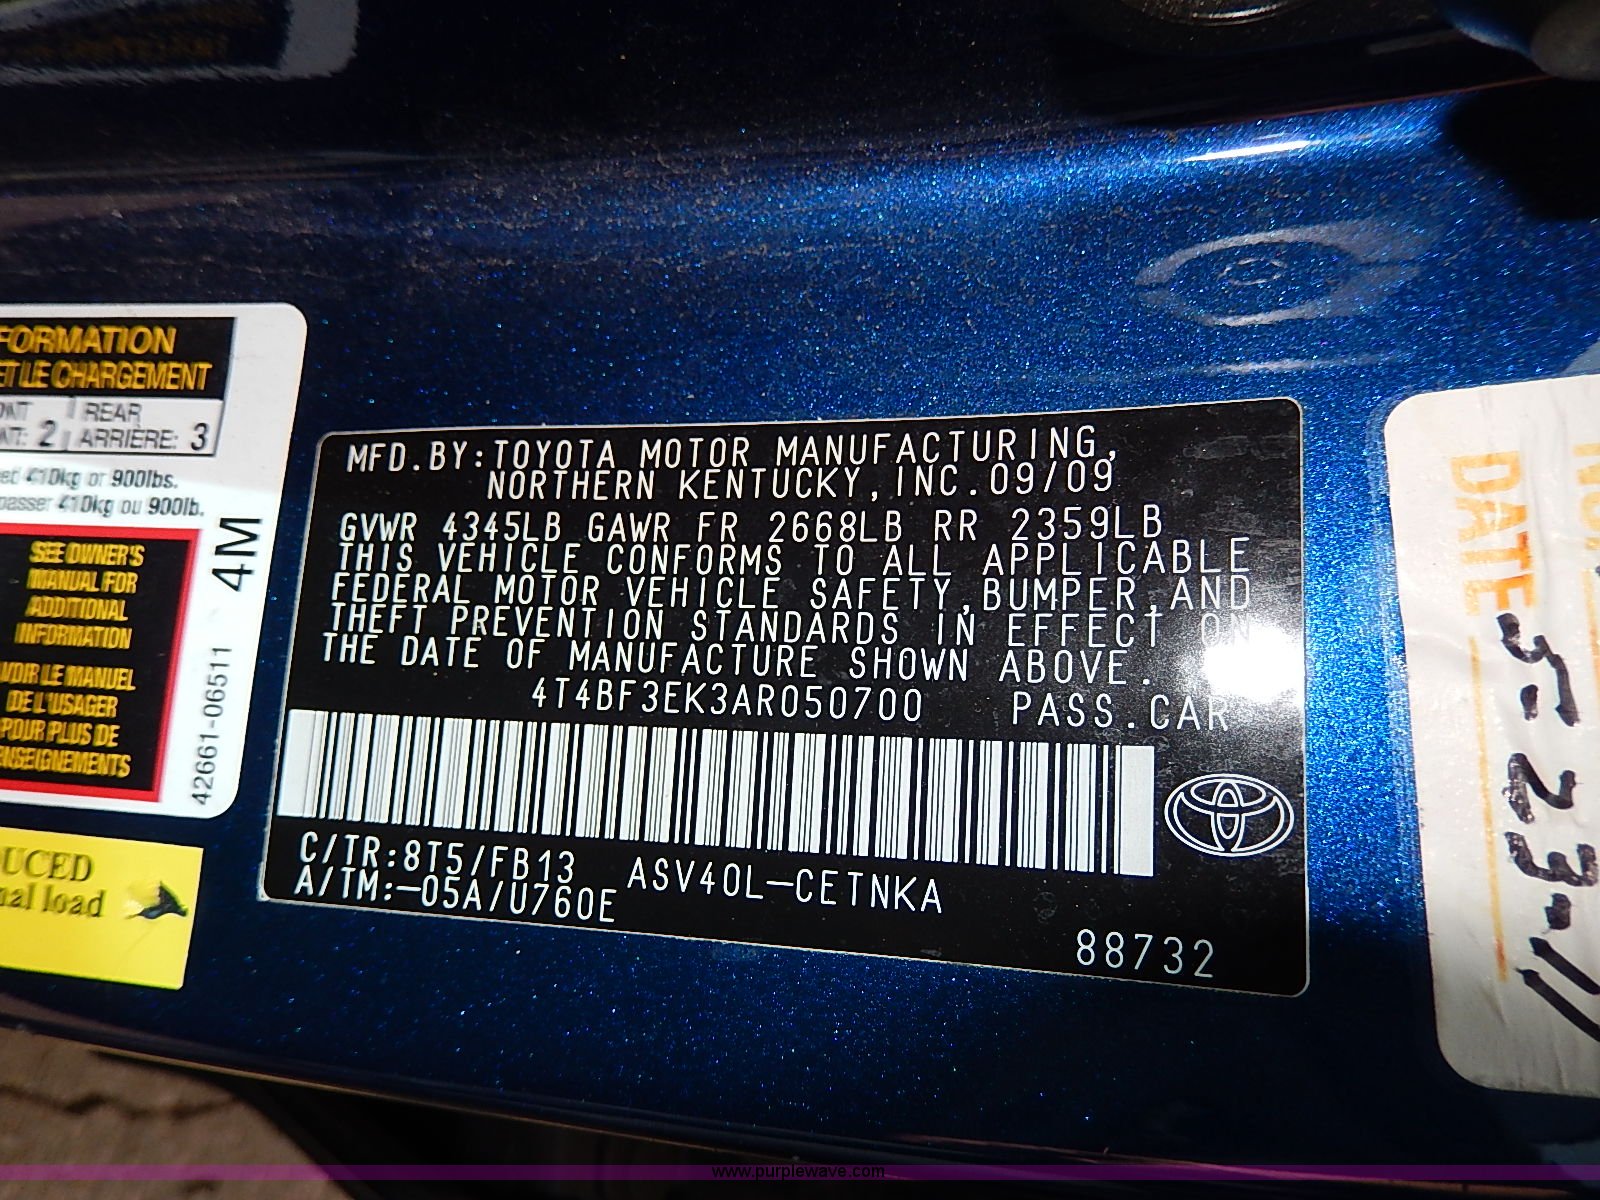 FORMATION
ET LE CHARGEMENT
REAR
2 ARRIÈRE: 3
410kg or 900lbs.
passer 410kg ou 900lb.
SEE OWNER'S
MANUAL FOR
ADDITIONAL
INFORMATION
VOIR LE MANUEL
DE L'USAGER
POUR PLUS DE
42661-06511
4M
UCED
load
MFD.BY:TOYOTA MOTOR MANUFACTURING,
NORTHERN KENTUCKY,INC.09/09
GVWR 4345LB GAWR FR 2668LB RR 2359LB
THIS VEHICLE CONFORMS TO ALL APPLICABLE
FEDERAL MOTOR VEHICLE SAFETY,BUMPER,AND
THEFT PREVENTION STANDARDS IN EFFECT ON
THE DATE OF MANUFACTURE SHOWN ABOVE.
4T4BF3EK3AR050700 PASS.CAR
C/TR:8T5/FB13 ASV40L-CETNKA
A/TM:-05A/U760E
88732
DATE
www.purplewave.com